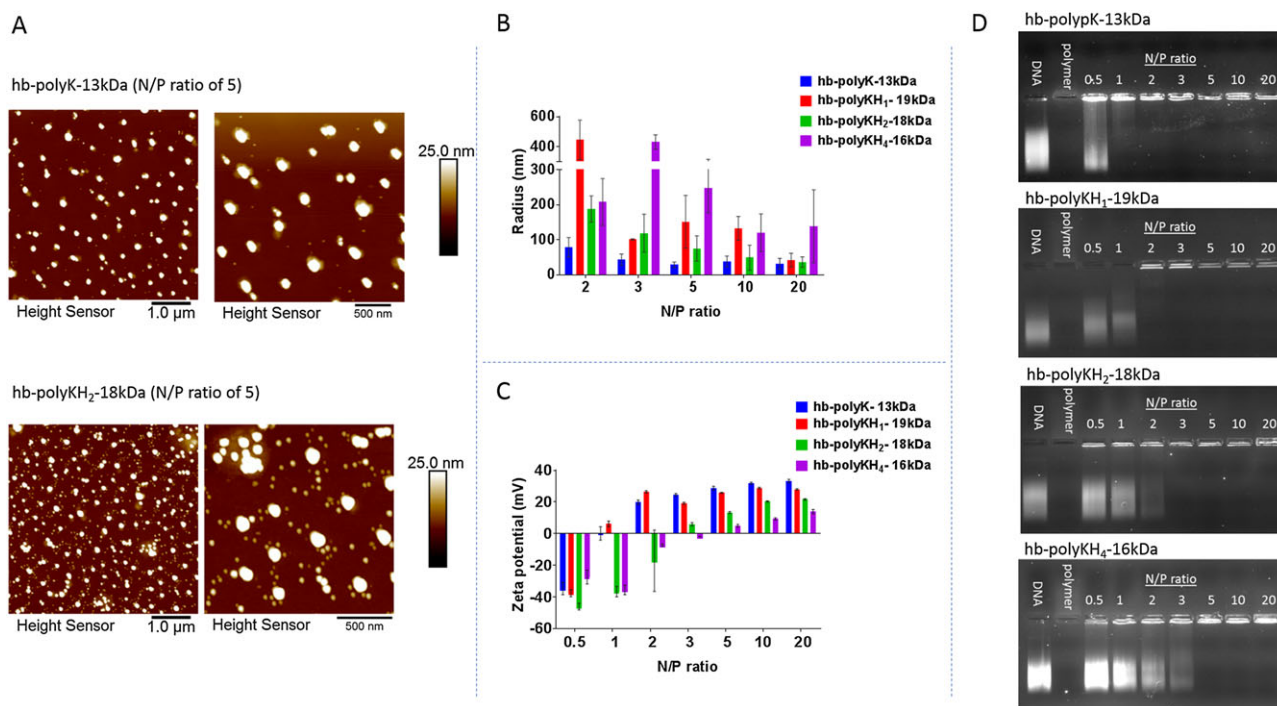 A
hb-polyK-13kDa (N/P ratio of 5)
25.0 nm
Height Sensor
1.0 µm
Height Sensor
500 nm
hb-polyKH₂-18kDa (N/P ratio of 5)
25.0 nm
Height Sensor
1.0 µm
Height Sensor
500 nm
B
hb-polyK-13kDa
hb-polyKH₁- 19kDa
hb-polyKH₂-18kDa
hb-polyKH₄-16kDa
Radius (nm)
600
400
200
100
0
2 3 5 10 20
N/P ratio
C
hb-polyK- 13kDa
hb-polyKH₁- 19kDa
hb-polyKH₂- 18kDa
hb-polyKH₄- 16kDa
Zeta potential (mV)
40
20
0
-20
-40
-60
0.5 1 2 3 5 10 20
N/P ratio
D
hb-polypK-13kDa
DNA
polymer
N/P ratio
0.5 1 2 3 5 10 20
hb-polyKH₁-19kDa
DNA
polymer
N/P ratio
0.5 1 2 3 5 10 20
hb-polyKH₂-18kDa
DNA
polymer
N/P ratio
0.5 1 2 3 5 10 20
hb-polyKH₄-16kDa
DNA
polymer
N/P ratio
0.5 1 2 3 5 10 20